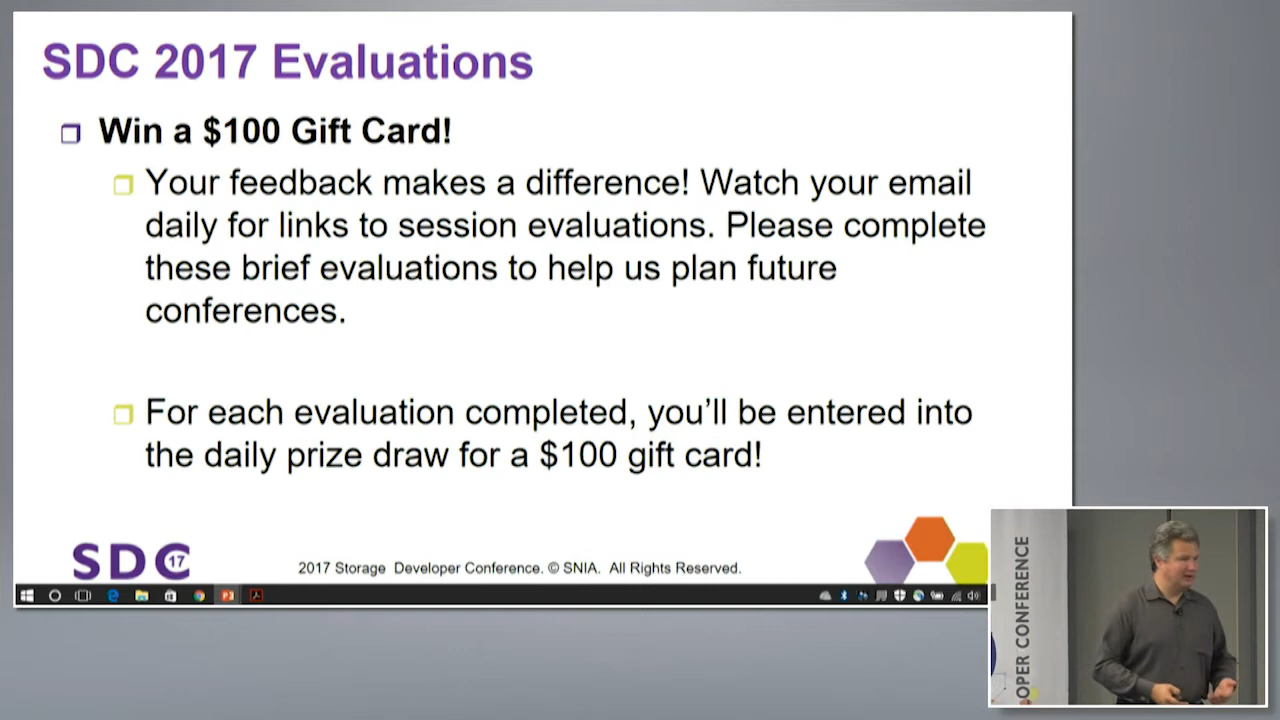 SDC 2017 Evaluations
Win a $100 Gift Card!
Your feedback makes a difference! Watch your email
daily for links to session evaluations. Please complete
these brief evaluations to help us plan future
conferences.
For each evaluation completed, you’ll be entered into
the daily prize draw for a $100 gift card!
SDC 17
2017 Storage Developer Conference. © SNIA. All Rights Reserved.
OPER CONFERENCE